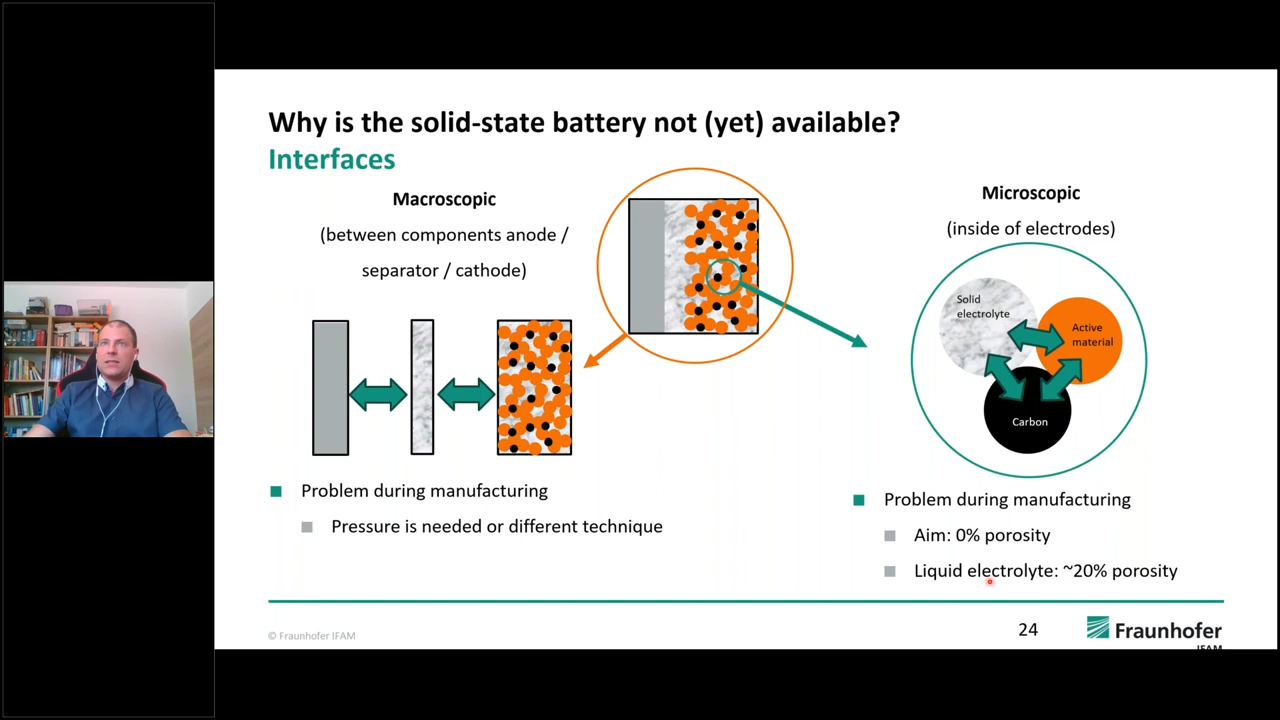 Why is the solid-state battery not (yet) available?
Interfaces
Macroscopic
(between components anode /
separator / cathode)
Problem during manufacturing
Pressure is needed or different technique
Microscopic
(inside of electrodes)
Solid
electrolyte
Active
material
Carbon
Problem during manufacturing
Aim: 0% porosity
Liquid electrolyte: ~20% porosity
© Fraunhofer IFAM
24
Fraunhofer
IFAM